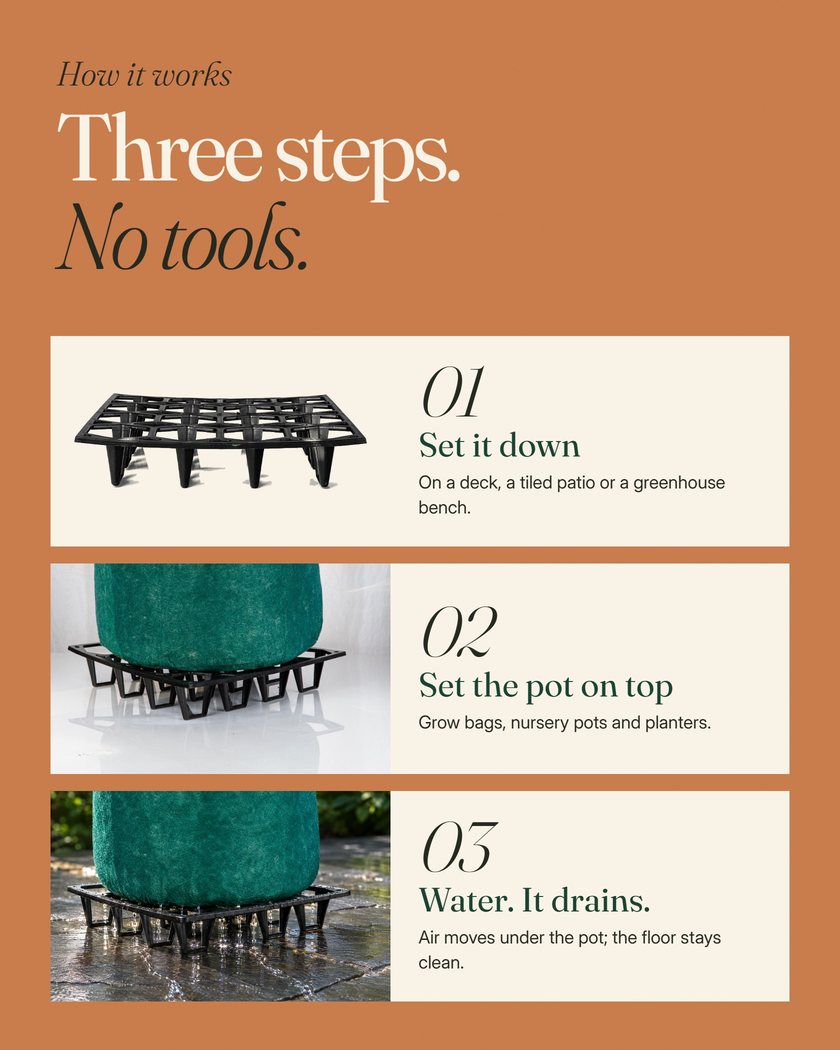 How it works
Three steps.
No tools.
01
Set it down
On a deck, a tiled patio or a greenhouse
bench.
02
Set the pot on top
Grow bags, nursery pots and planters.
03
Water. It drains.
Air moves under the pot; the floor stays
clean.